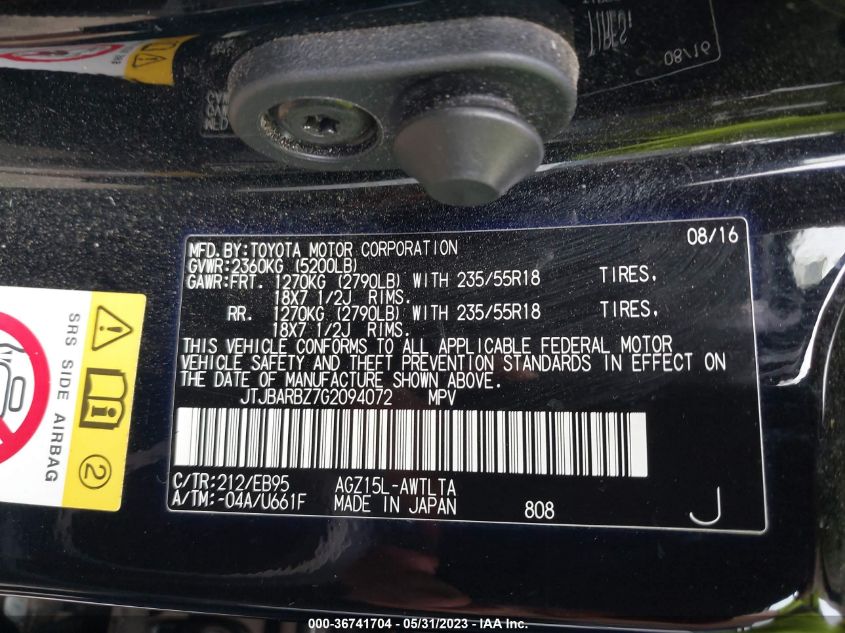 TIRES.
08/16
SRS SIDE AIRBAG
2
MFD.BY:TOYOTA MOTOR CORPORATION 08/16
GVWR:2360KG (5200LB)
GAWR:FRT. 1270KG (2790LB) WITH 235/55R18 TIRES.
18X7 1/2J RIMS.
RR. 1270KG (2790LB) WITH 235/55R18 TIRES.
18X7 1/2J RIMS.
THIS VEHICLE CONFORMS TO ALL APPLICABLE FEDERAL MOTOR
VEHICLE SAFETY AND THEFT PREVENTION STANDARDS IN EFFECT ON
THE DATE OF MANUFACTURE SHOWN ABOVE.
JTJBARBZ7G2094072 MPV
C/TR:212/EB95 AGZ15L-AWTLTA
A/TM:-04A/U661F MADE IN JAPAN 808 J
000-36741704 - 05/31/2023 - IAA Inc.